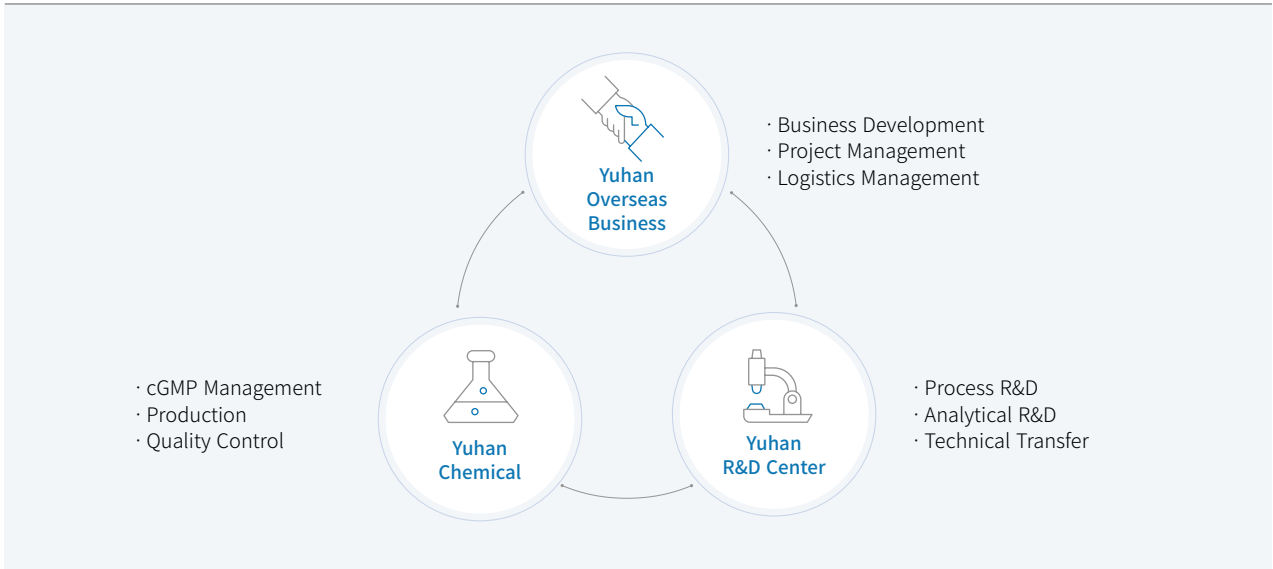 Yuhan
Overseas
Business
· Business Development
· Project Management
· Logistics Management
· cGMP Management
· Production
· Quality Control
Yuhan
Chemical
Yuhan
R&D Center
· Process R&D
· Analytical R&D
· Technical Transfer